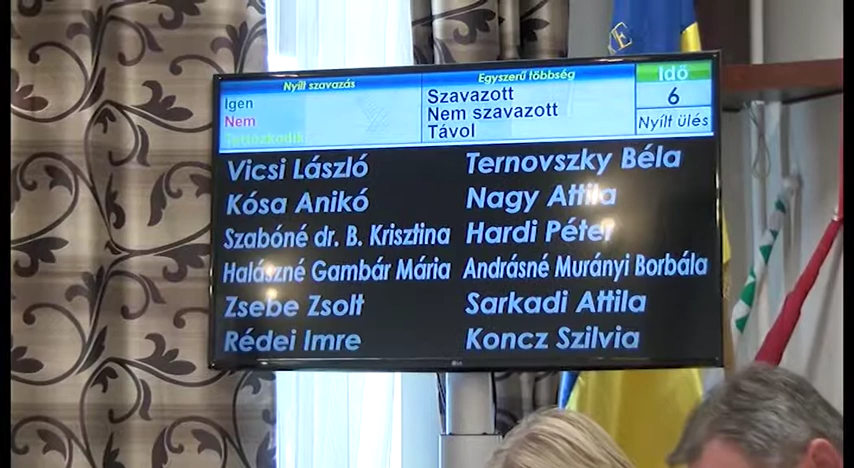 Nyílt szavazás
Egyszerű többség
Idő
Igen
Nem
Tartózkodik
Szavazott
Nem szavazott
Távol
6
Nyílt ülés
Vicsi László
Ternovszky Béla
Kósa Anikó
Nagy Attila
Szabóné dr. B. Krisztina
Hardi Péter
Halászné Gambár Mária
Andrásné Murányi Borbála
Zsebe Zsolt
Sarkadi Attila
Rédei Imre
Koncz Szilvia
LG